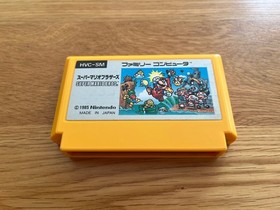 HVC-SM
ファミリー コンピュータ
スーパーマリオブラザーズ
©1985 Nintendo
MADE IN JAPAN